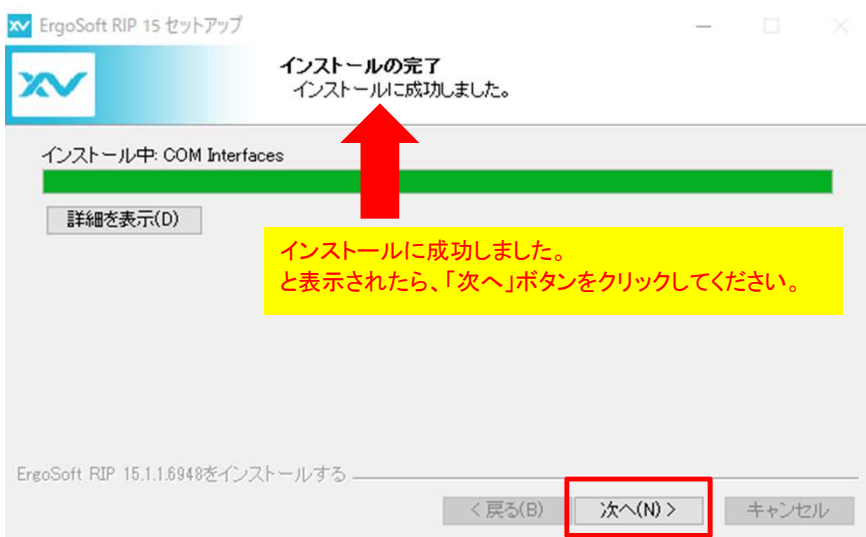 ErgoSoft RIP 15 セットアップ
インストールの完了
インストールに成功しました。
インストール中: COM Interfaces
詳細を表示(D)
インストールに成功しました。
と表示されたら、「次へ」ボタンをクリックしてください。
ErgoSoft RIP 15.1.1.6948をインストールする
< 戻る(B)
次へ(N) >
キャンセル